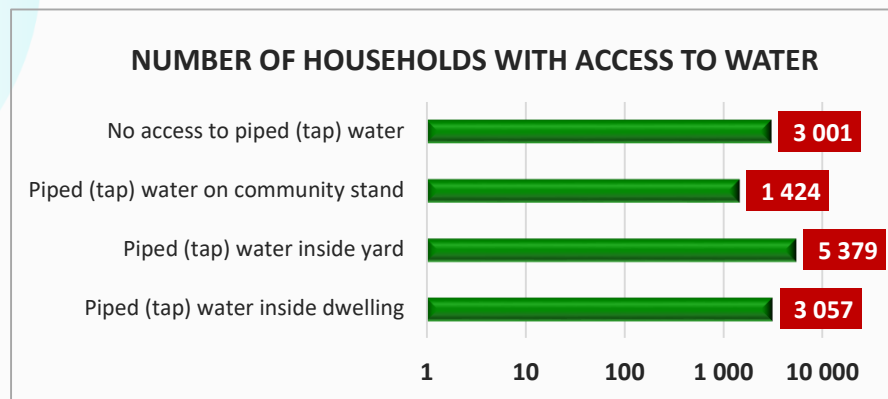 NUMBER OF HOUSEHOLDS WITH ACCESS TO WATER
No access to piped (tap) water 3 001
Piped (tap) water on community stand 1 424
Piped (tap) water inside yard 5 379
Piped (tap) water inside dwelling 3 057
1 10 100 1 000 10 000